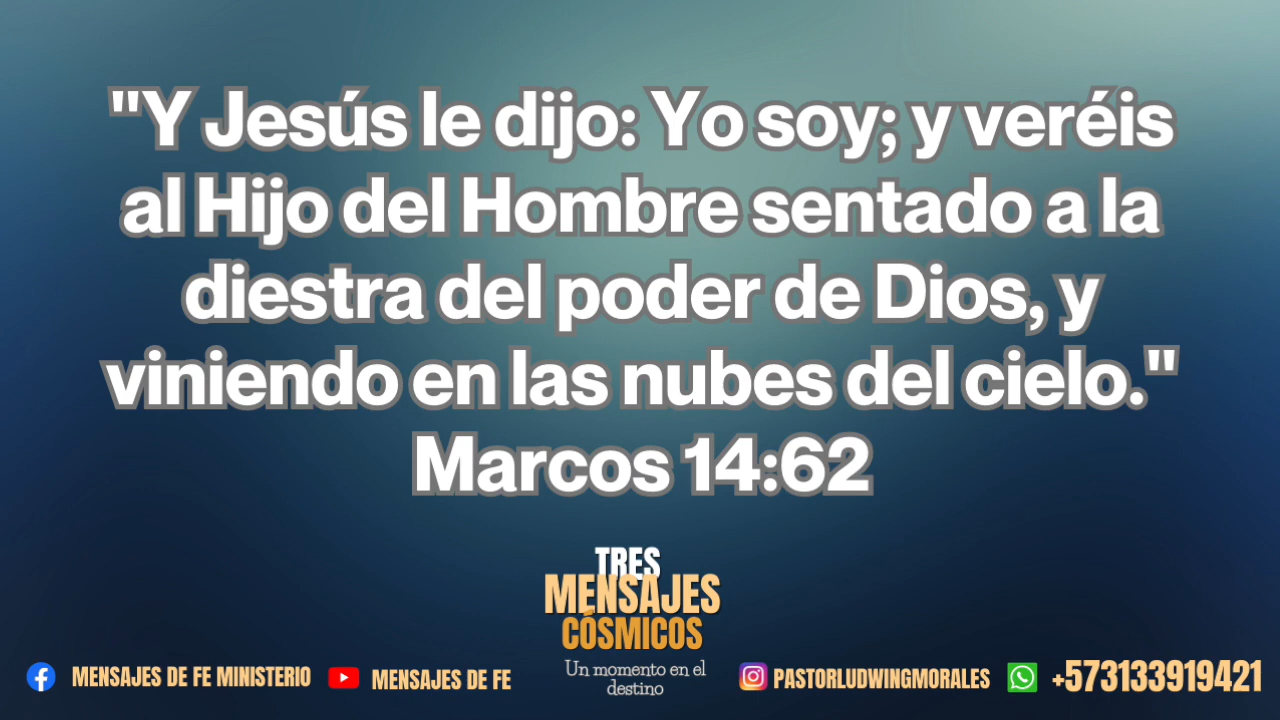 "Y Jesús le dijo: Yo soy; y veréis
al Hijo del Hombre sentado a la
diestra del poder de Dios, y
viniendo en las nubes del cielo."
Marcos 14:62
TRES
MENSAJES
CÓSMICOS
Un momento en el
destino
MENSAJES DE FE MINISTERIO
MENSAJES DE FE
PASTORLUDWINGMORALES
+573133919421